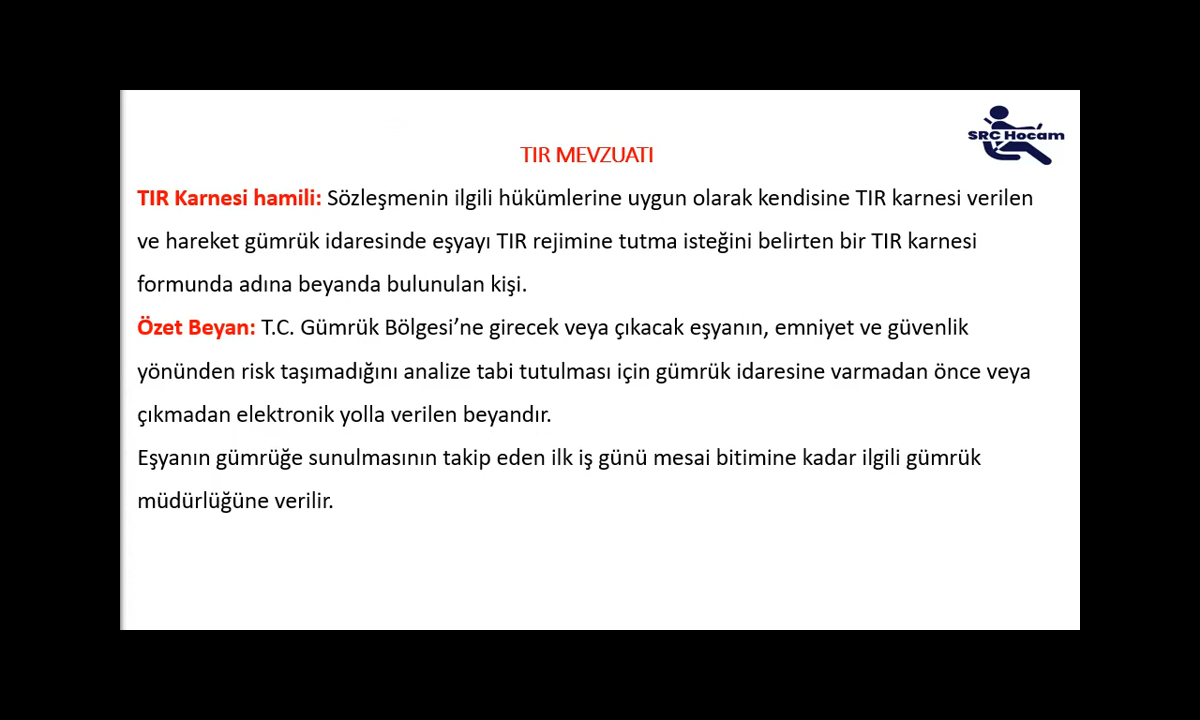 SRC Hocam
TIR MEVZUATI
TIR Karnesi hamili: Sözleşmenin ilgili hükümlerine uygun olarak kendisine TIR karnesi verilen
ve hareket gümrük idaresinde eşyayı TIR rejimine tutma isteğini belirten bir TIR karnesi
formunda adına beyanda bulunulan kişi.
Özet Beyan: T.C. Gümrük Bölgesi’ne girecek veya çıkacak eşyanın, emniyet ve güvenlik
yönünden risk taşımadığını analize tabi tutulması için gümrük idaresine varmadan önce veya
çıkmadan elektronik yolla verilen beyandır.
Eşyanın gümrüğe sunulmasının takip eden ilk iş günü mesai bitimine kadar ilgili gümrük
müdürlüğüne verilir.